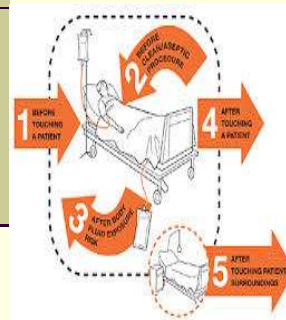 1 BEFORE
TOUCHING
A PATIENT
2 BEFORE
CLEAN/ASEPTIC
PROCEDURE
3 AFTER BODY
FLUID EXPOSURE
RISK
4 AFTER
TOUCHING
A PATIENT
5 AFTER
TOUCHING PATIENT
SURROUNDINGS